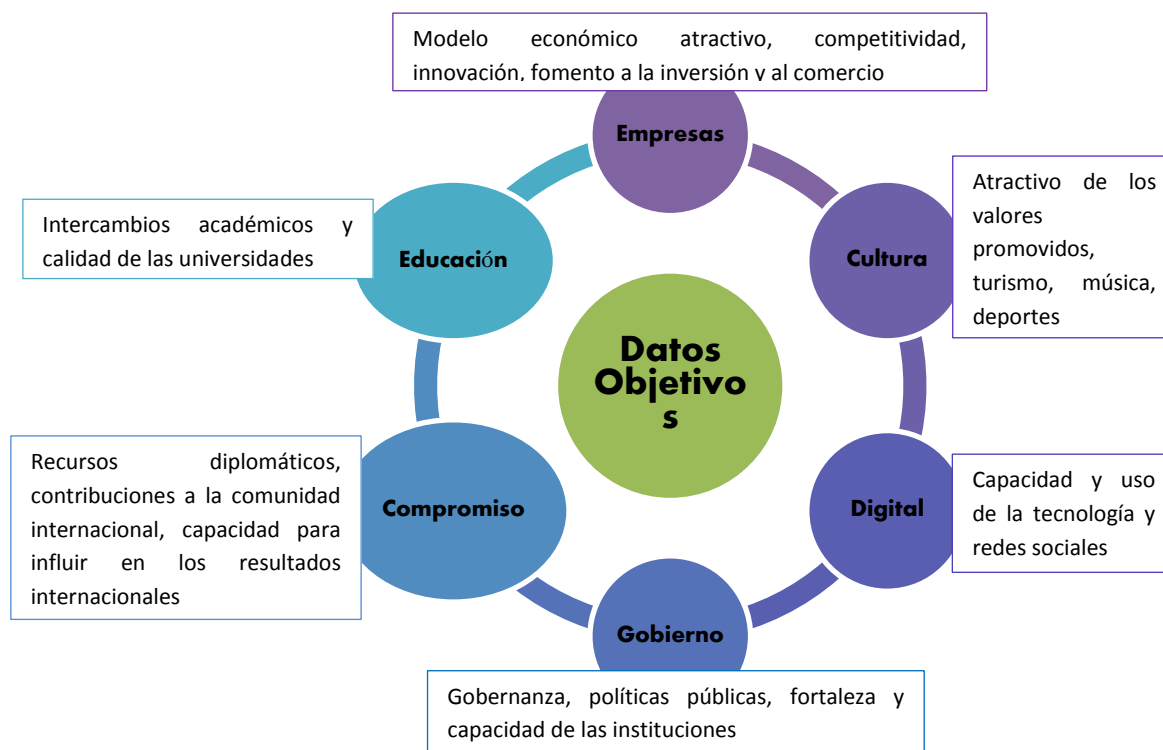 Modelo económico atractivo, competitividad,
innovación, fomento a la inversión y al comercio
Empresas
Atractivo de los
valores
promovidos,
turismo, música,
deportes
Cultura
Intercambios académicos y
calidad de las universidades
Educación
Datos
Objetivo
s
Recursos diplomáticos,
contribuciones a la comunidad
internacional, capacidad para
influir en los resultados
internacionales
Compromiso
Digital
Capacidad y uso
de la tecnología y
redes sociales
Gobierno
Gobernanza, políticas públicas, fortaleza y
capacidad de las instituciones